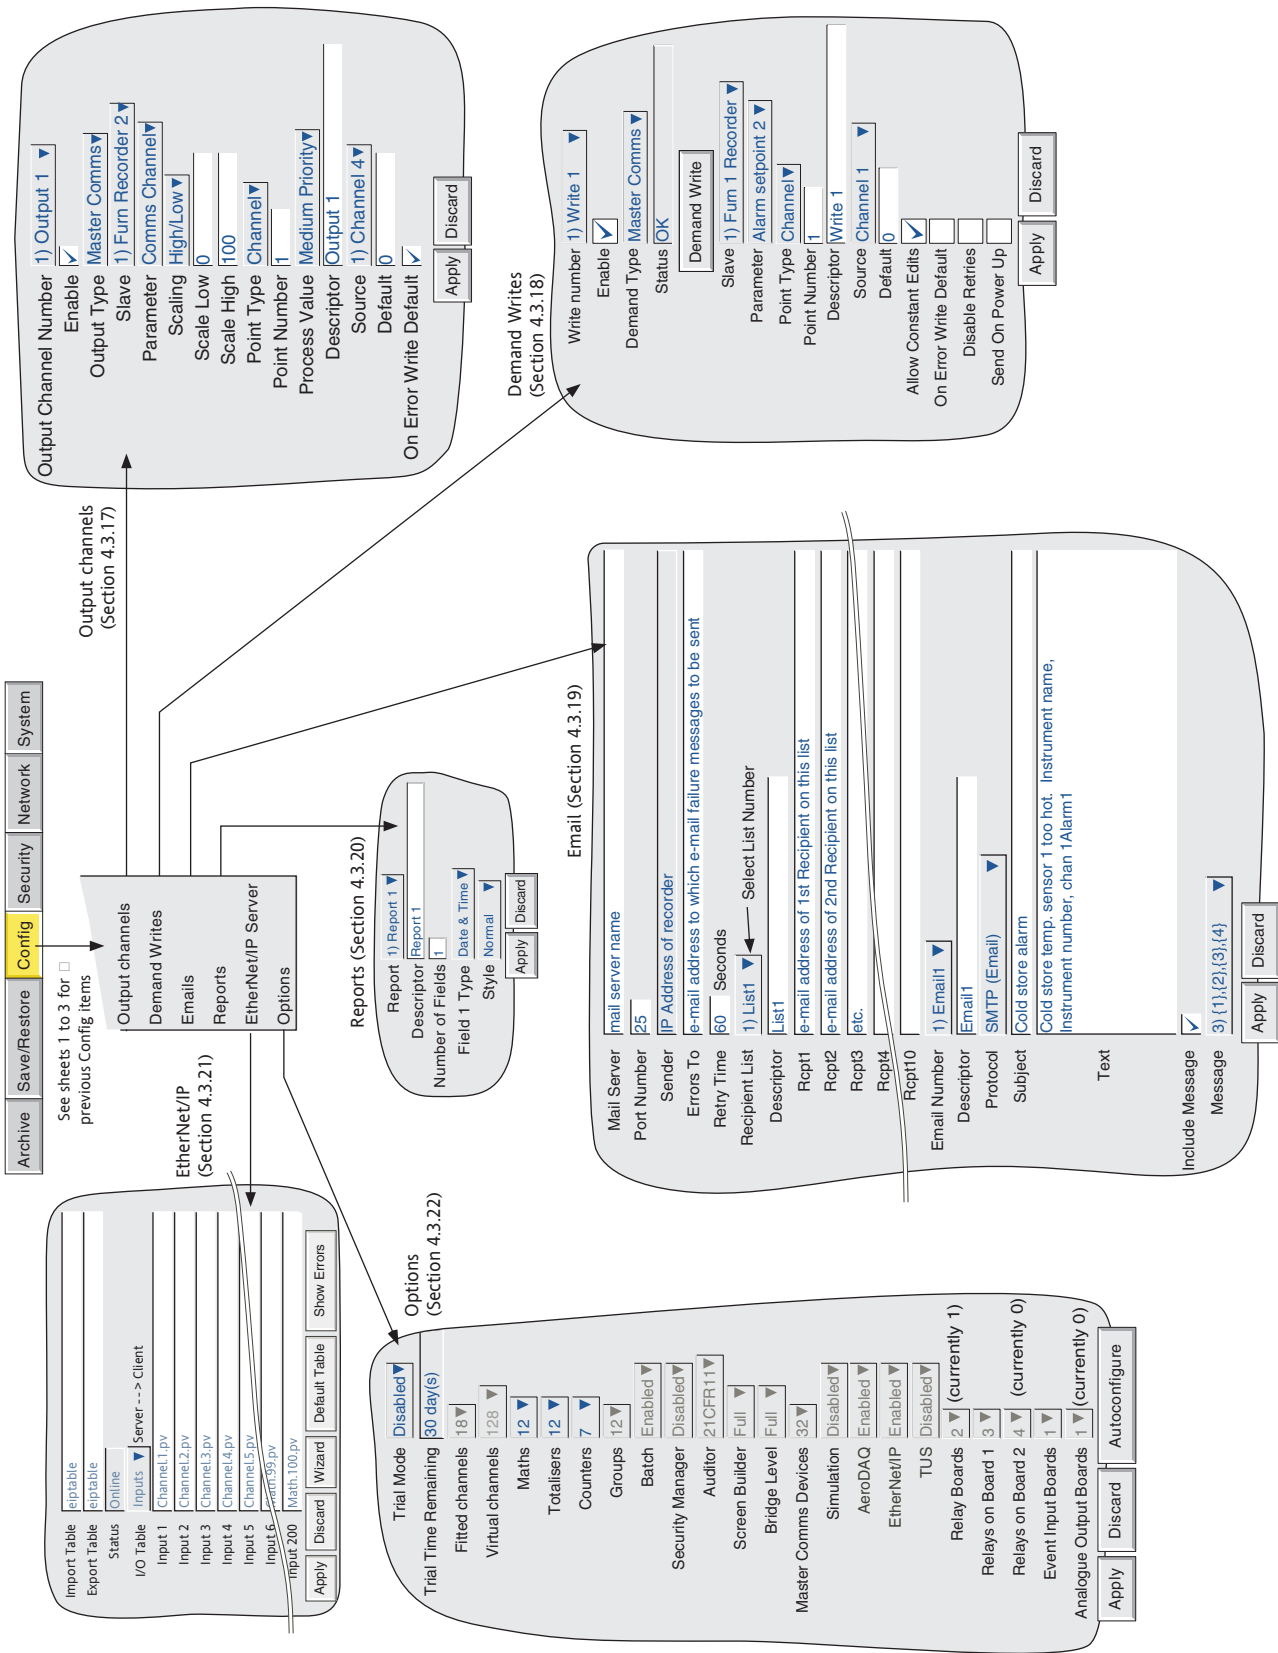 Archive Save/Restore Config Security Network System
See sheets 1 to 3 for
previous Config items
Output channels
Demand Writes
Emails
Reports
EtherNet/IP Server
Options
Output channels
(Section 4.3.17)
Output Channel Number 1) Output 1
Enable
Output Type Master Comms
Slave 1) Furn Recorder 2
Parameter Comms Channel
Scaling High/Low
Scale Low 0
Scale High 100
Point Type Channel
Point Number 1
Process Value Medium Priority
Descriptor Output 1
Source 1) Channel 4
Default 0
On Error Write Default
Apply Discard
Demand Writes
(Section 4.3.18)
Write number 1) Write 1
Enable
Demand Type Master Comms
Status OK
Demand Write
Slave 1) Furn 1 Recorder
Parameter Alarm setpoint 2
Point Type Channel
Point Number 1
Descriptor Write 1
Source Channel 1
Default 0
Allow Constant Edits
On Error Write Default
Disable Retries
Send On Power Up
Apply Discard
Email (Section 4.3.19)
Mail Server mail server name
Port Number 25
Sender IP Address of recorder
Errors To e-mail address to which e-mail failure messages to be sent
Retry Time 60 Seconds
Recipient List 1) List1 Select List Number
Descriptor List1
Rcpt1 e-mail address of 1st Recipient on this list
Rcpt2 e-mail address of 2nd Recipient on this list
Rcpt3 etc.
Rcpt4
Rcpt10
Email Number 1) Email1
Descriptor Email1
Protocol SMTP (Email)
Subject Cold store alarm
Text Cold store temp. sensor 1 too hot. Instrument name,
Instrument number, chan 1Alarm1
Include Message
Message 3) {1},{2},{3},{4}
Apply Discard
Reports (Section 4.3.20)
Report 1) Report 1
Descriptor Report 1
Number of Fields 1
Field 1 Type Date & Time
Style Normal
Apply Discard
EtherNet/IP
(Section 4.3.21)
Import Table eiptable
Export Table eiptable
Status Online
I/O Table Inputs Server - - > Client
Input 1 Channel.1.pv
Input 2 Channel.2.pv
Input 3 Channel.3.pv
Input 4 Channel.4.pv
Input 5 Channel.5.pv
Input 6 Math.99.pv
Input 200 Math.100.pv
Apply Discard Wizard Default Table Show Errors
Options
(Section 4.3.22)
Trial Mode Disabled
Trial Time Remaining 30 day(s)
Fitted channels 18
Virtual channels 128
Maths 12
Totalisers 12
Counters 7
Groups 12
Batch Enabled
Security Manager Disabled
Auditor 21CFR11
Screen Builder Full
Bridge Level Full
Master Comms Devices 32
Simulation Disabled
AeroDAQ Enabled
EtherNet/IP Enabled
TUS Disabled
Relay Boards 2 (currently 1)
Relays on Board 1 3
Relays on Board 2 4 (currently 0)
Event Input Boards 1
Analogue Output Boards 1 (currently 0)
Apply Discard Autoconfigure